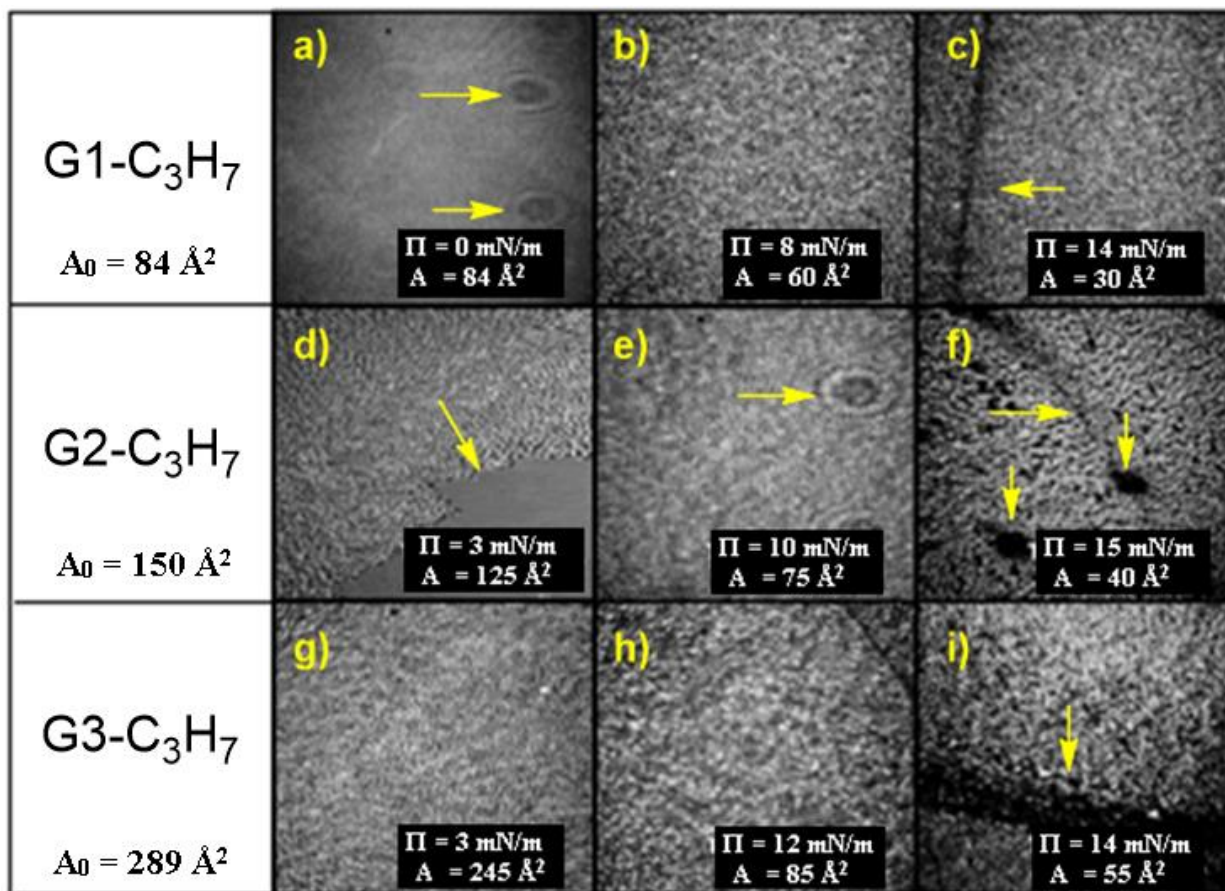 G1-C₃H₇
A₀ = 84 Å²
a)
Π = 0 mN/m
A = 84 Å²
b)
Π = 8 mN/m
A = 60 Å²
c)
Π = 14 mN/m
A = 30 Å²
G2-C₃H₇
A₀ = 150 Å²
d)
Π = 3 mN/m
A = 125 Å²
e)
Π = 10 mN/m
A = 75 Å²
f)
Π = 15 mN/m
A = 40 Å²
G3-C₃H₇
A₀ = 289 Å²
g)
Π = 3 mN/m
A = 245 Å²
h)
Π = 12 mN/m
A = 85 Å²
i)
Π = 14 mN/m
A = 55 Å²